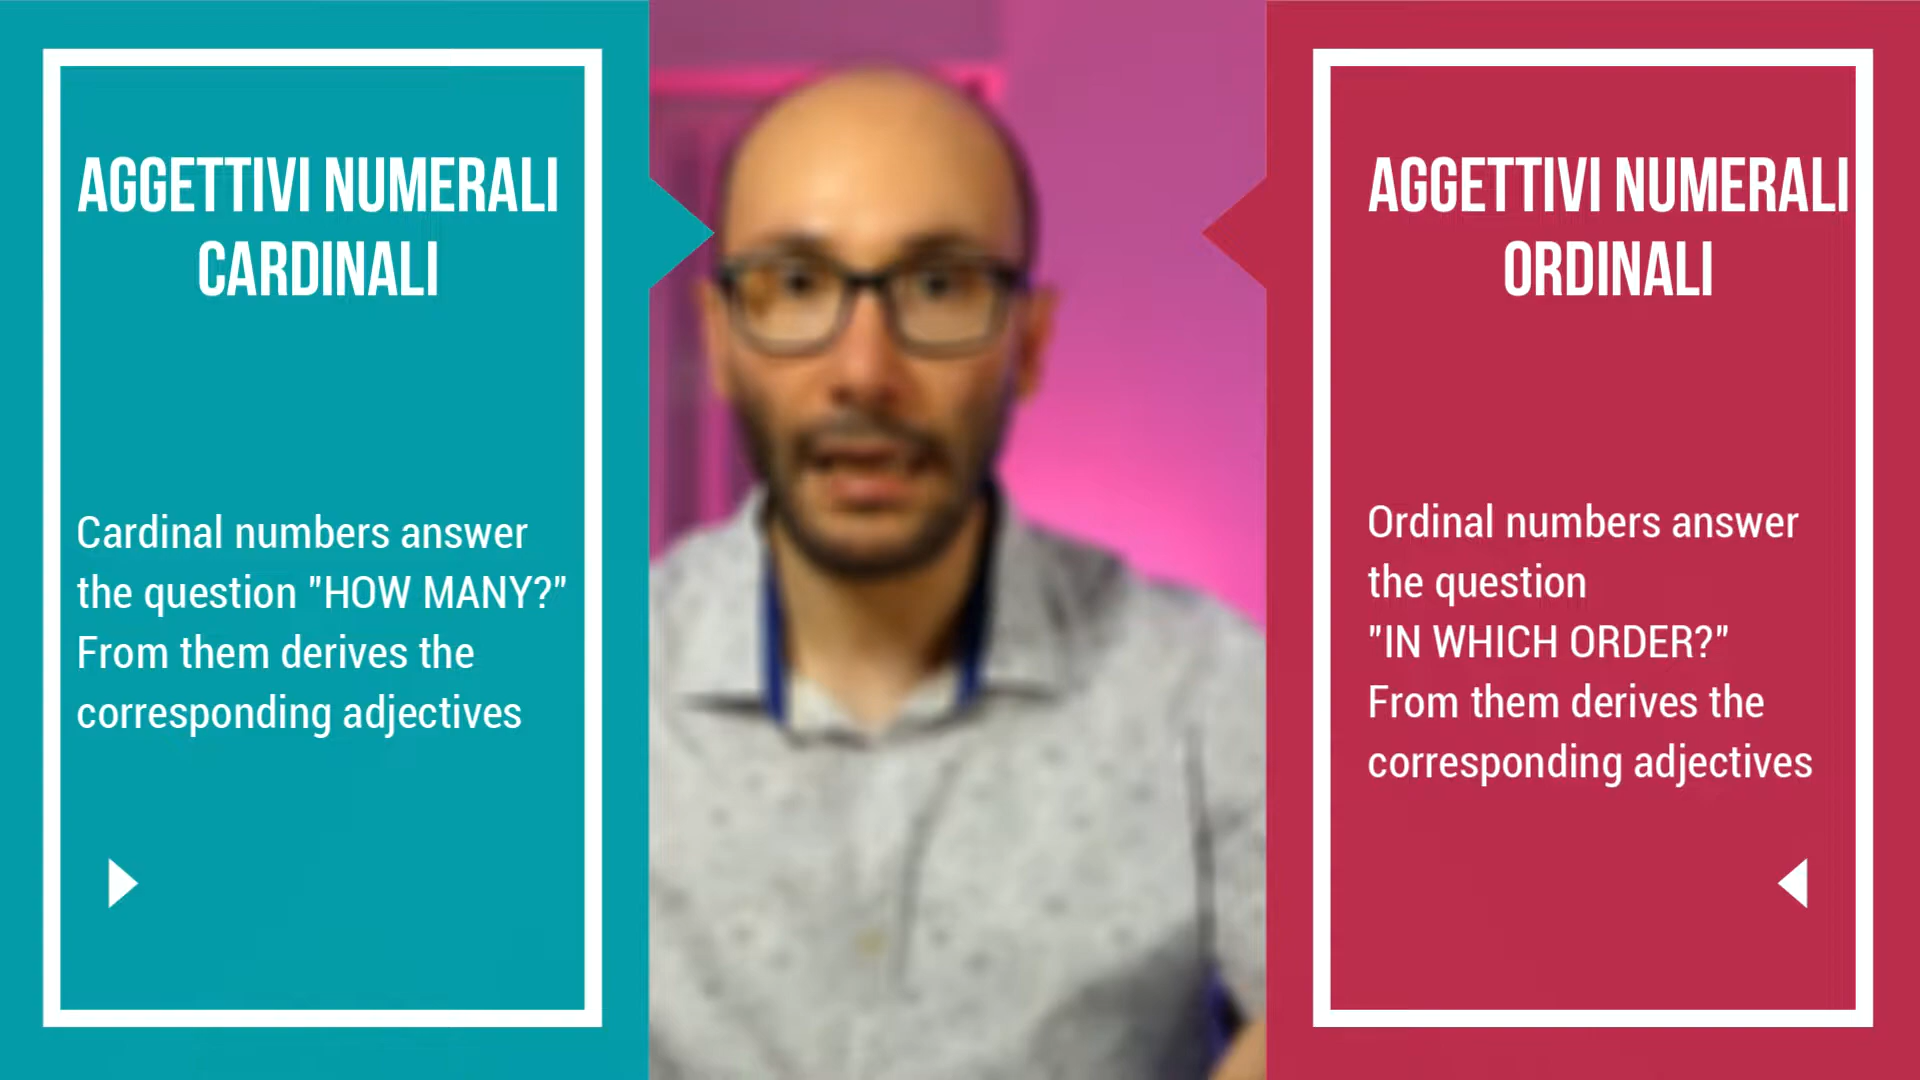 AGGETTIVI NUMERALI
CARDINALI
Cardinal numbers answer
the question "HOW MANY?"
From them derives the
corresponding adjectives
AGGETTIVI NUMERALI
ORDINALI
Ordinal numbers answer
the question
"IN WHICH ORDER?"
From them derives the
corresponding adjectives